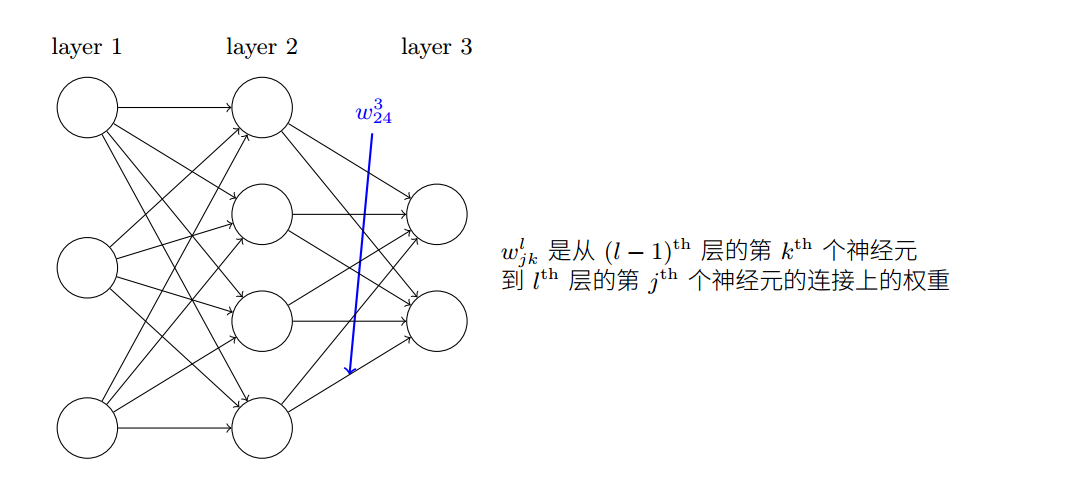 layer 1 layer 2 layer 3
w^3_{24}
w^l_{jk} 是从 (l − 1)^{th} 层的第 k^{th} 个神经元
到 l^{th} 层的第 j^{th} 个神经元的连接上的权重